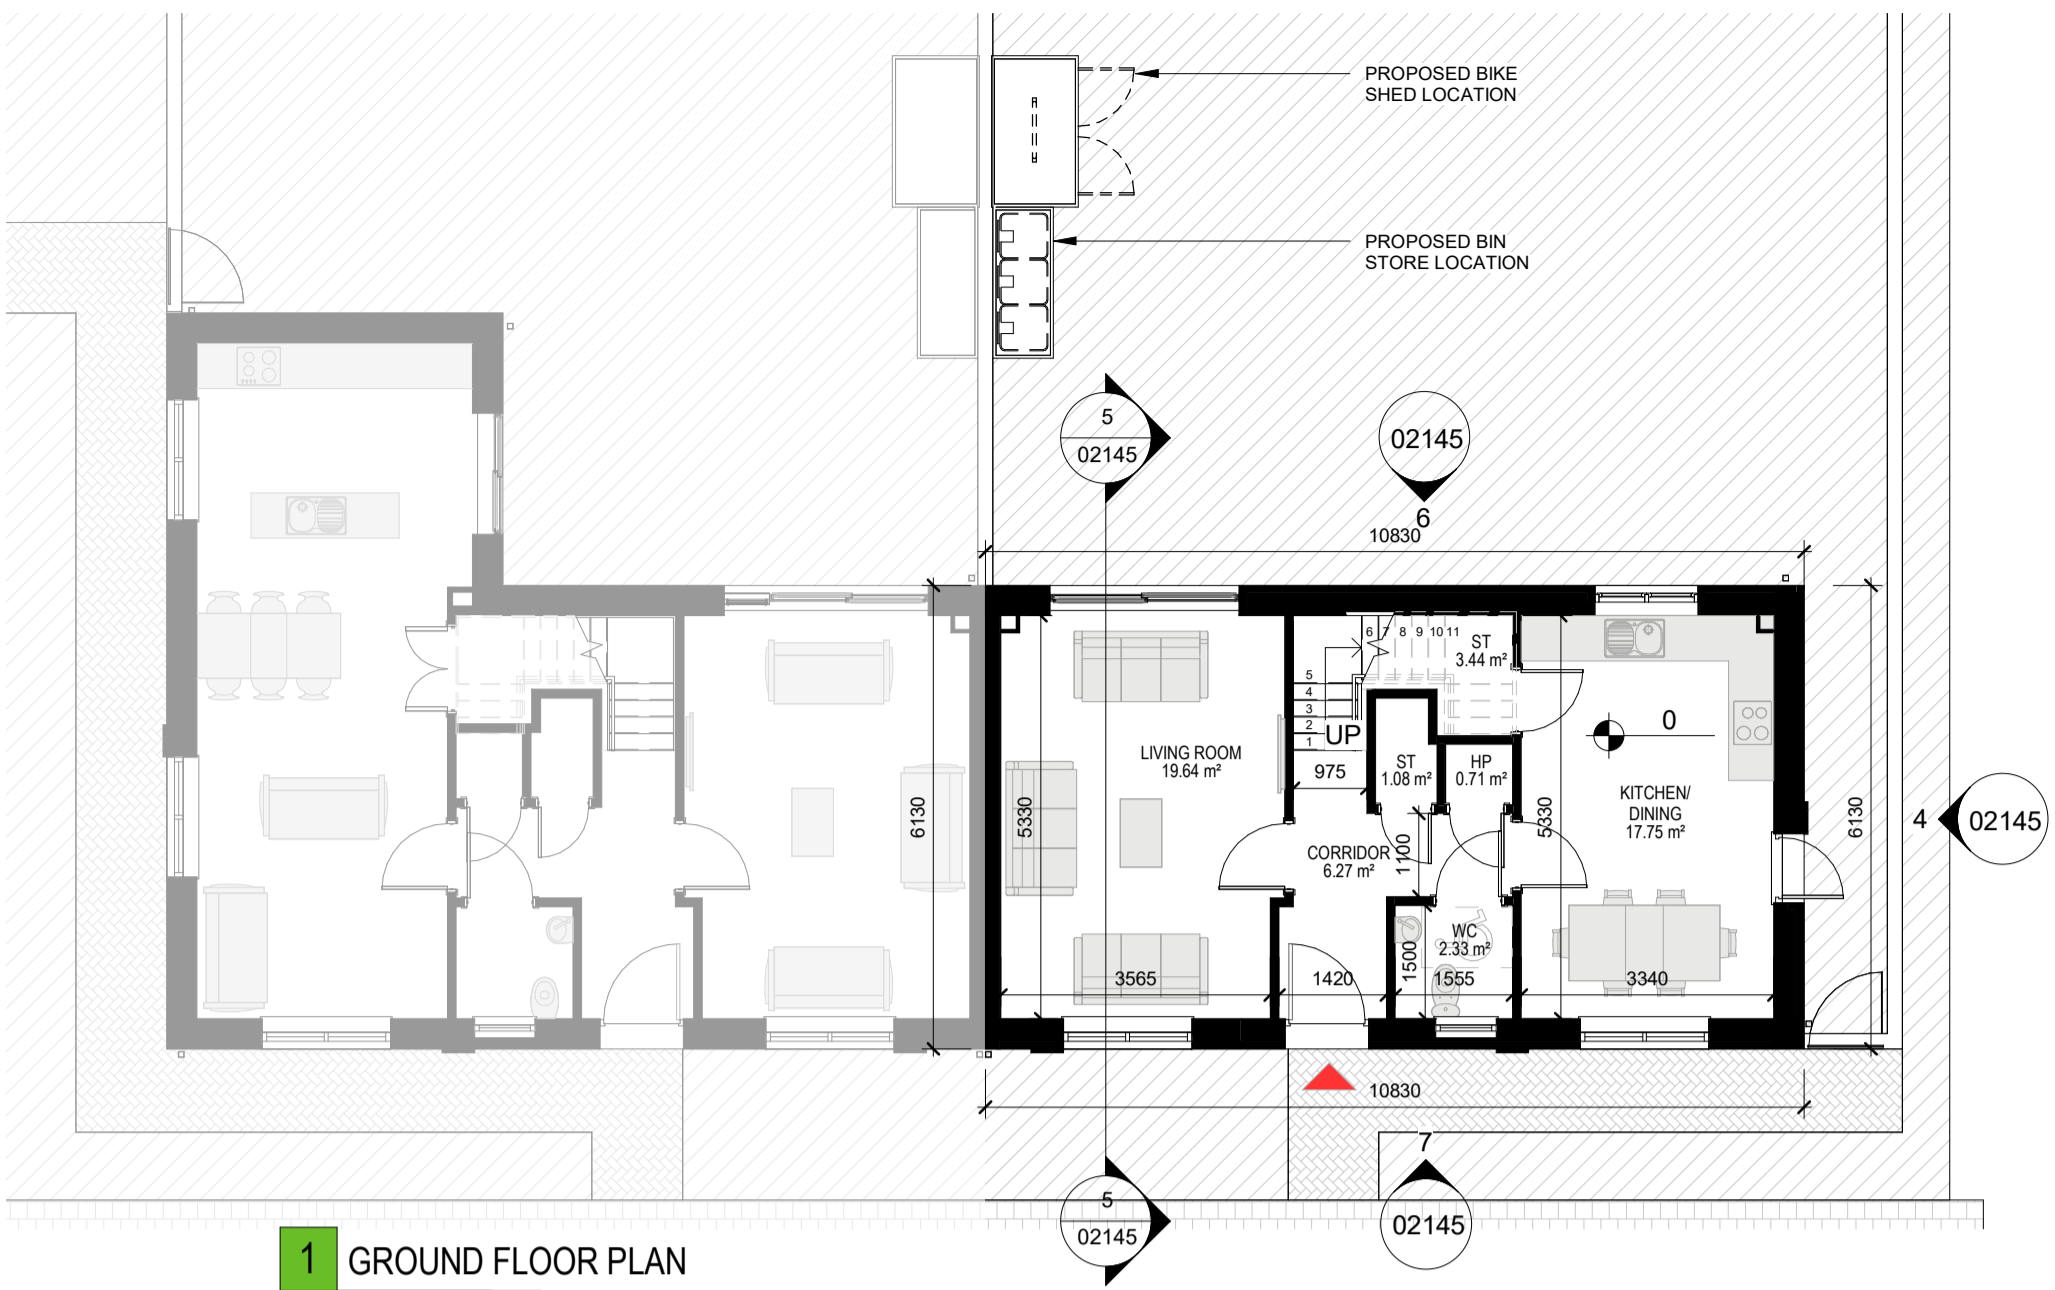 PROPOSED BIKE
SHED LOCATION
PROPOSED BIN
STORE LOCATION
5
02145
02145
6
10830
6 7 8 9 10 11
ST
3.44 m²
5
4
3
2
1
UP
0
LIVING ROOM
19.64 m²
975
ST
1.08 m²
HP
0.71 m²
KITCHEN/
DINING
17.75 m²
6130
5330
5330
6130
4
02145
CORRIDOR
6.27 m²
1100
WC
2.33 m²
1500
3565
1420
1555
3340
10830
7
5
02145
02145
1 GROUND FLOOR PLAN